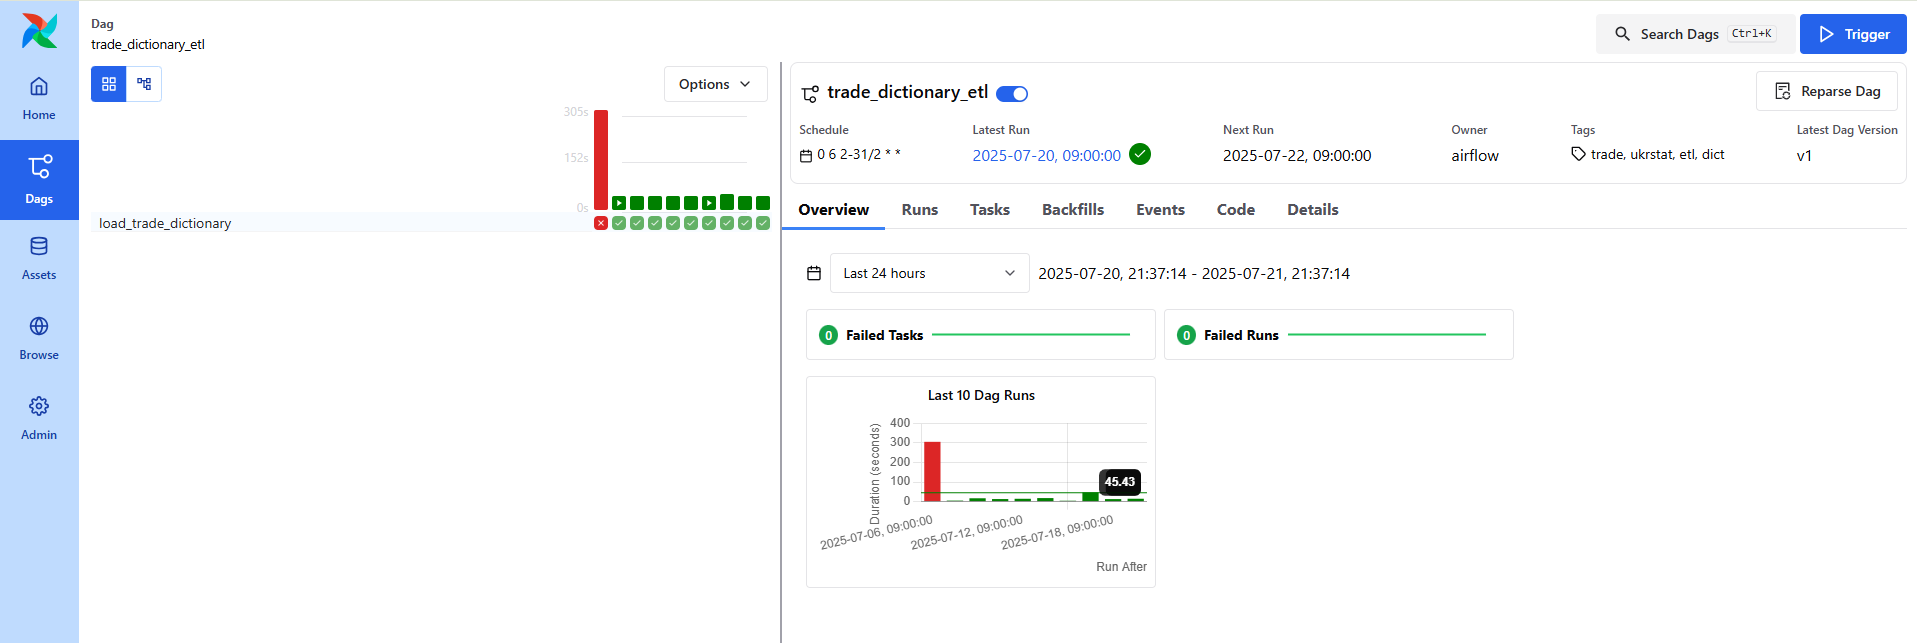 Dag
trade_dictionary_etl
Search Dags Ctrl+K
Trigger
Home
Dags
Assets
Browse
Admin
Options
305s
152s
0s
load_trade_dictionary
trade_dictionary_etl
Reparse Dag
Schedule
0 6 2-31/2 * *
Latest Run
2025-07-20, 09:00:00
Next Run
2025-07-22, 09:00:00
Owner
airflow
Tags
trade, ukrstat, etl, dict
Latest Dag Version
v1
Overview Runs Tasks Backfills Events Code Details
Last 24 hours
2025-07-20, 21:37:14 - 2025-07-21, 21:37:14
0 Failed Tasks
0 Failed Runs
Last 10 Dag Runs
Duration (seconds)
400
300
200
100
0
45.43
2025-07-06, 09:00:00
2025-07-12, 09:00:00
2025-07-18, 09:00:00
Run After